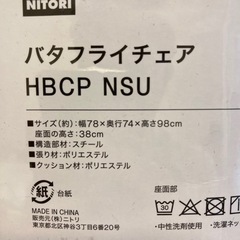 NITORI
バタフライチェア
HBCP NSU
■サイズ(約):幅78×奥行74×高さ98cm
座面の高さ:38cm
■構造部材:スチール
■張り材:ポリエステル
■クッション材:ポリエステル
紙 台紙
座面部
30
MADE IN CHINA
販売元(株)ニトリ
東京都北区神谷3丁目6番20号
・中性洗剤使用
・洗濯ネッ